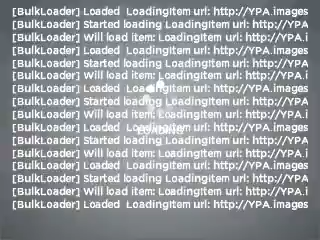 [BulkLoader] Loaded LoadingItem url: http://YPA.images
[BulkLoader] Started loading LoadingItem url: http://YPA
[BulkLoader] Will load item: LoadingItem url: http://YPA.i
[BulkLoader] Loaded LoadingItem url: http://YPA.images
[BulkLoader] Started loading LoadingItem url: http://YPA
[BulkLoader] Will load item: LoadingItem url: http://YPA.i
[BulkLoader] Loaded LoadingItem url: http://YPA.images
[BulkLoader] Started loading LoadingItem url: http://YPA
[BulkLoader] Will load item: LoadingItem url: http://YPA.i
[BulkLoader] Loaded LoadingItem url: http://YPA.images
LOADING
[BulkLoader] Started loading LoadingItem url: http://YPA
[BulkLoader] Will load item: LoadingItem url: http://YPA.i
[BulkLoader] Loaded LoadingItem url: http://YPA.images
[BulkLoader] Started loading LoadingItem url: http://YPA
[BulkLoader] Will load item: LoadingItem url: http://YPA.i
[BulkLoader] Loaded LoadingItem url: http://YPA.images